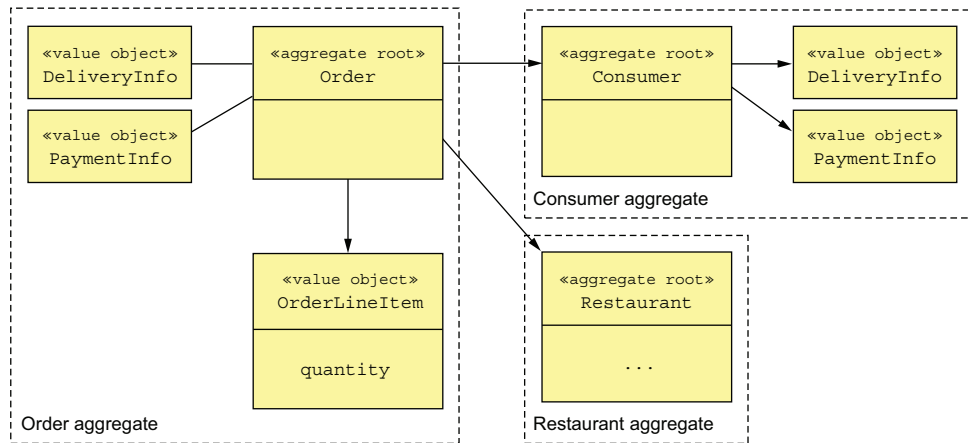 «value object»
DeliveryInfo
«value object»
PaymentInfo
«aggregate root»
Order
«value object»
OrderLineItem
quantity
Order aggregate
«aggregate root»
Consumer
«value object»
DeliveryInfo
«value object»
PaymentInfo
Consumer aggregate
«aggregate root»
Restaurant
...
Restaurant aggregate